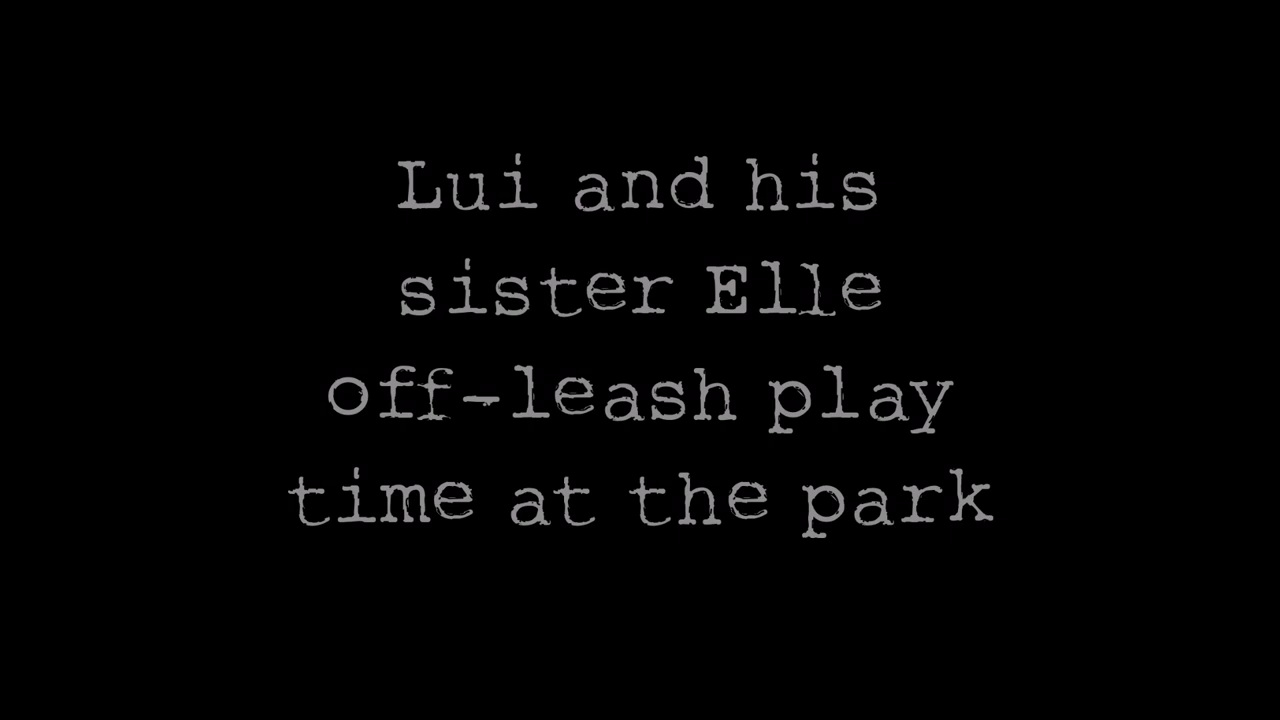 Lui and his
sister Elle
off-leash play
time at the park